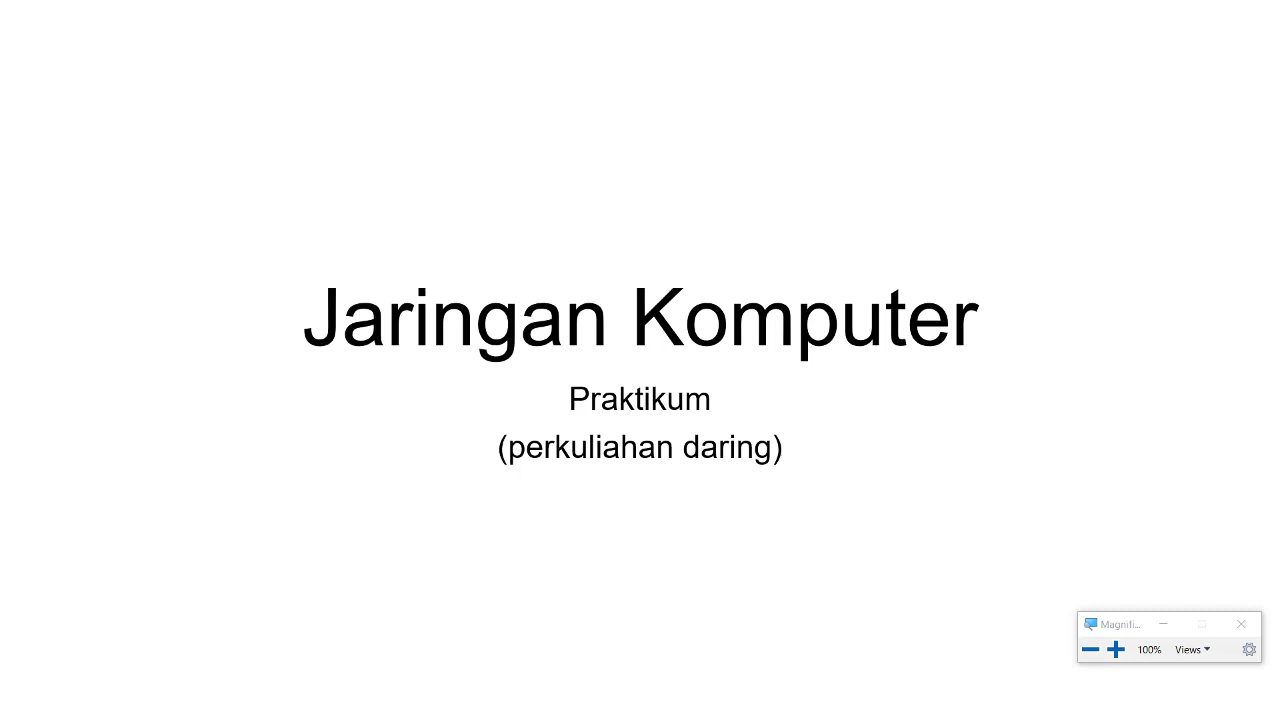 Jaringan Komputer
Praktikum
(perkuliahan daring)
Magnifi...
100% Views